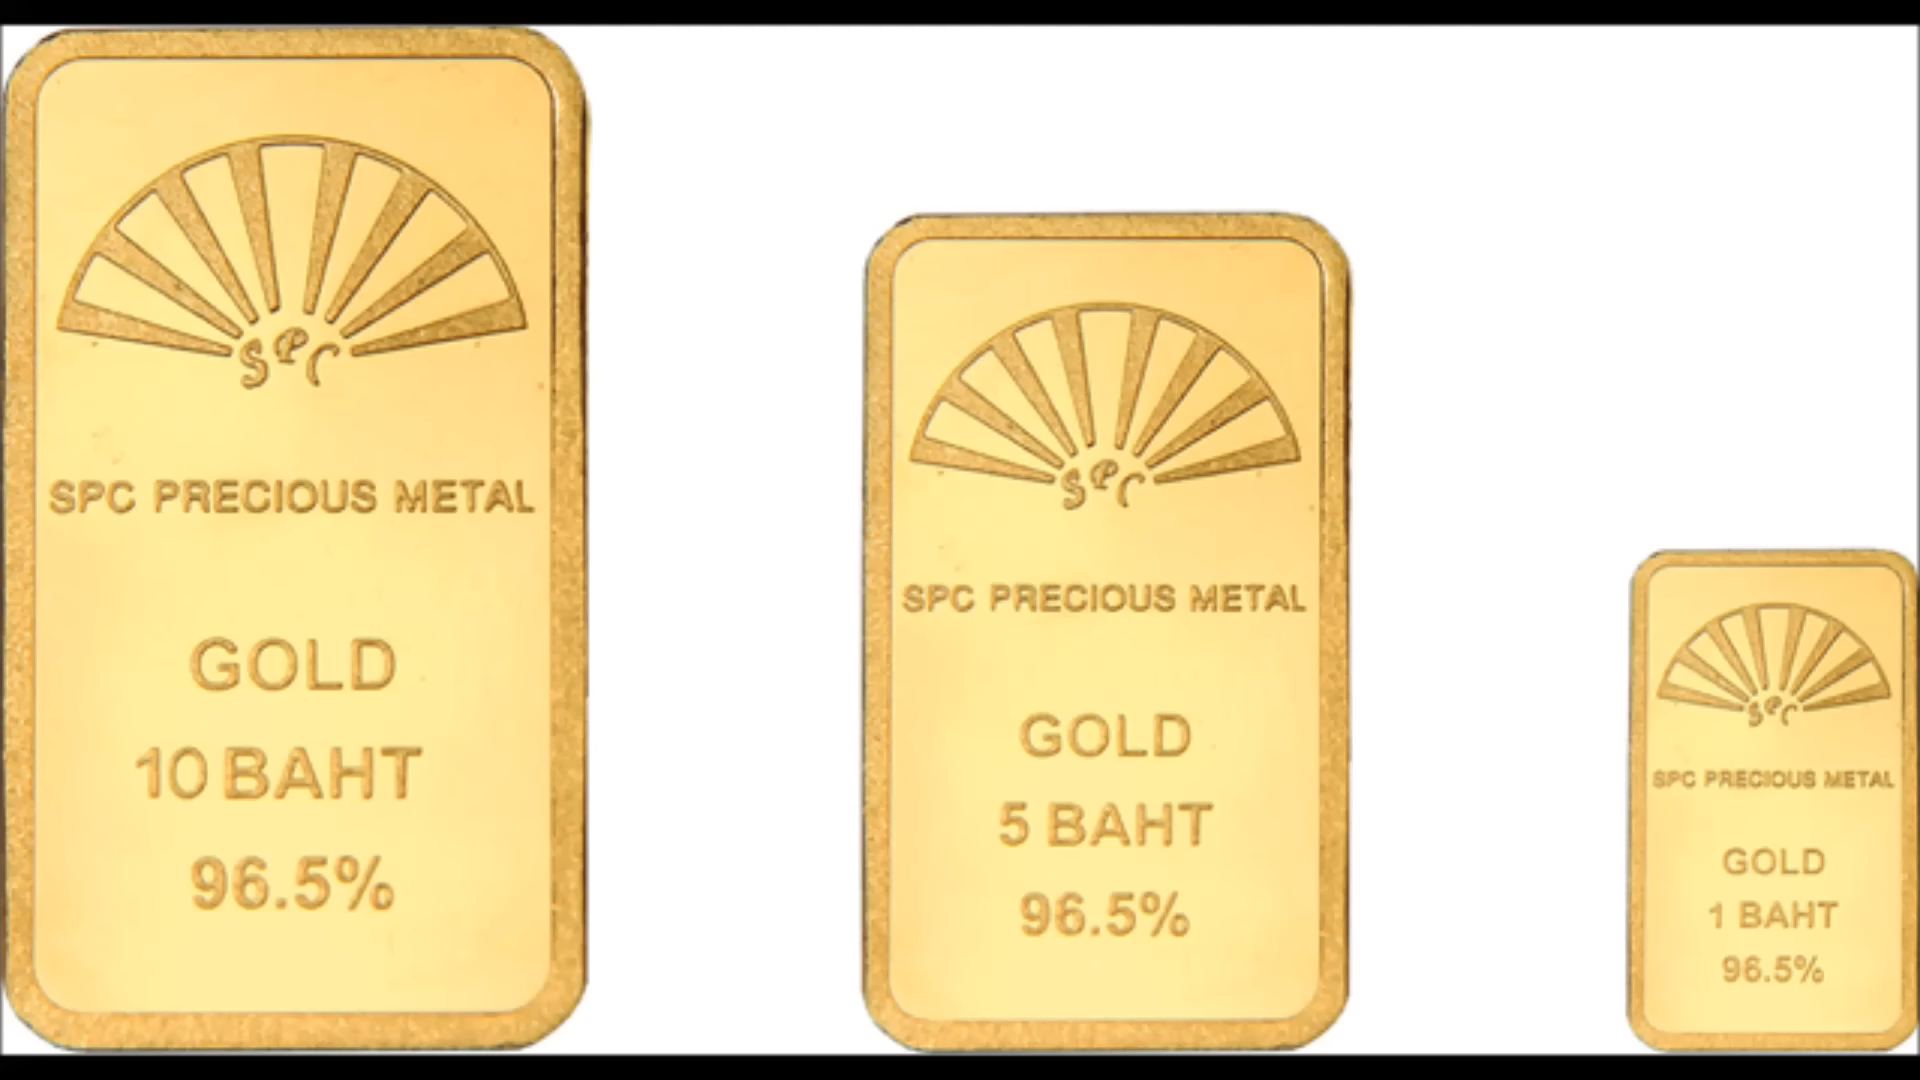 SPC
SPC PRECIOUS METAL
GOLD
10 BAHT
96.5%
SPC
SPC PRECIOUS METAL
GOLD
5 BAHT
96.5%
SPC
SPC PRECIOUS METAL
GOLD
1 BAHT
96.5%